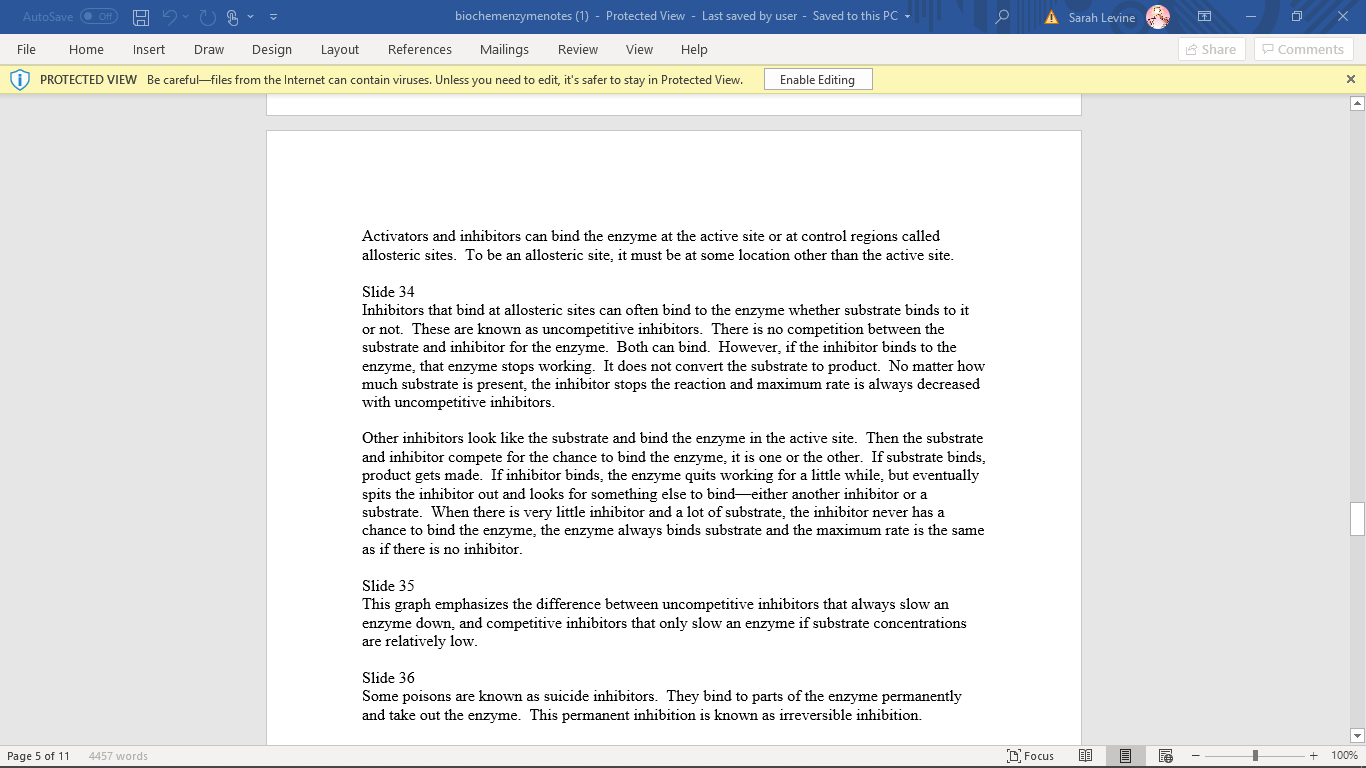 AutoSave Off biochemenzymenotes (1) - Protected View - Last saved by user - Saved to this PC Sarah Levine
File Home Insert Draw Design Layout References Mailings Review View Help Share Comments
PROTECTED VIEW Be careful—files from the Internet can contain viruses. Unless you need to edit, it's safer to stay in Protected View. Enable Editing
Activators and inhibitors can bind the enzyme at the active site or at control regions called
allosteric sites. To be an allosteric site, it must be at some location other than the active site.
Slide 34
Inhibitors that bind at allosteric sites can often bind to the enzyme whether substrate binds to it
or not. These are known as uncompetitive inhibitors. There is no competition between the
substrate and inhibitor for the enzyme. Both can bind. However, if the inhibitor binds to the
enzyme, that enzyme stops working. It does not convert the substrate to product. No matter how
much substrate is present, the inhibitor stops the reaction and maximum rate is always decreased
with uncompetitive inhibitors.
Other inhibitors look like the substrate and bind the enzyme in the active site. Then the substrate
and inhibitor compete for the chance to bind the enzyme, it is one or the other. If substrate binds,
product gets made. If inhibitor binds, the enzyme quits working for a little while, but eventually
spits the inhibitor out and looks for something else to bind—either another inhibitor or a
substrate. When there is very little inhibitor and a lot of substrate, the inhibitor never has a
chance to bind the enzyme, the enzyme always binds substrate and the maximum rate is the same
as if there is no inhibitor.
Slide 35
This graph emphasizes the difference between uncompetitive inhibitors that always slow an
enzyme down, and competitive inhibitors that only slow an enzyme if substrate concentrations
are relatively low.
Slide 36
Some poisons are known as suicide inhibitors. They bind to parts of the enzyme permanently
and take out the enzyme. This permanent inhibition is known as irreversible inhibition.
Page 5 of 11 4457 words Focus 100%